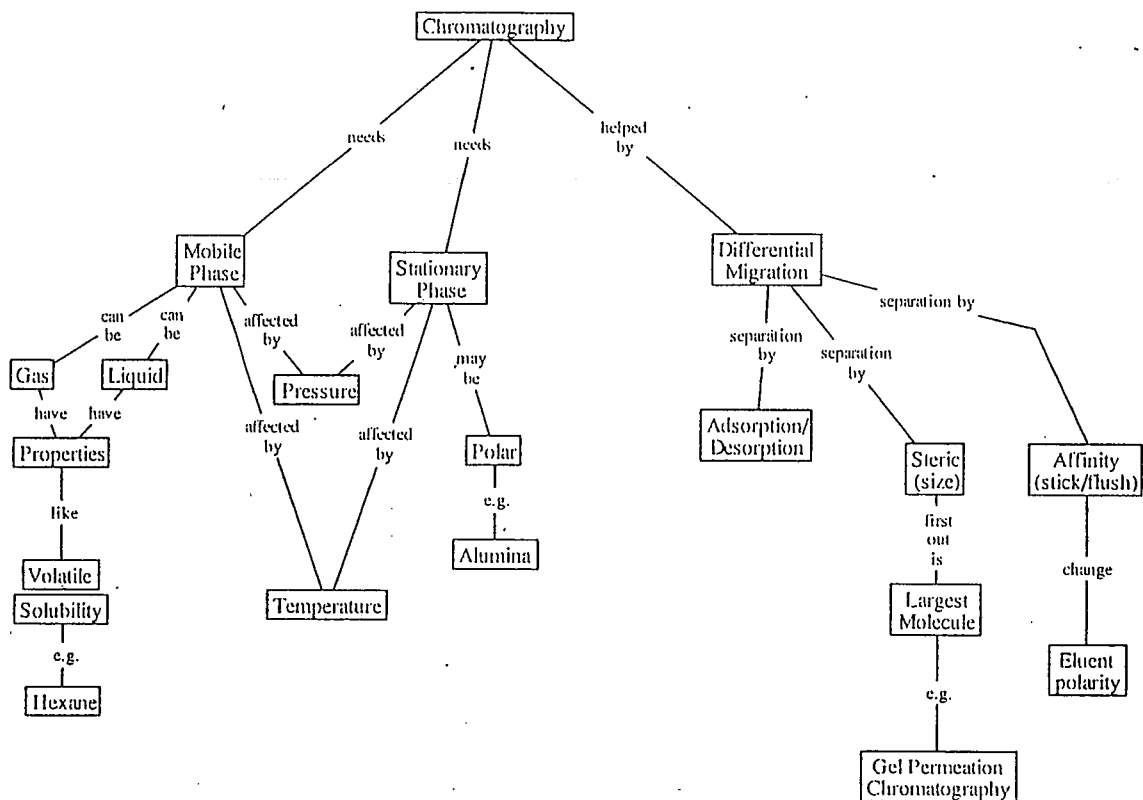 Chromatography
needs
needs
helped
by
Mobile
Phase
Stationary
Phase
Differential
Migration
can
be
can
be
affected
by
affected
by
may
be
separation
by
separation
by
separation by
Gas
Liquid
Pressure
have
have
affected
by
affected
by
Properties
Polar
Adsorption/
Desorption
Steric
(size)
Affinity
(stick/flush)
like
e.g.
first
out
is
change
Volatile
Alumina
Solubility
Temperature
Largest
Molecule
e.g.
Hexane
e.g.
Eluent
polarity
Gel Permeation
Chromatography